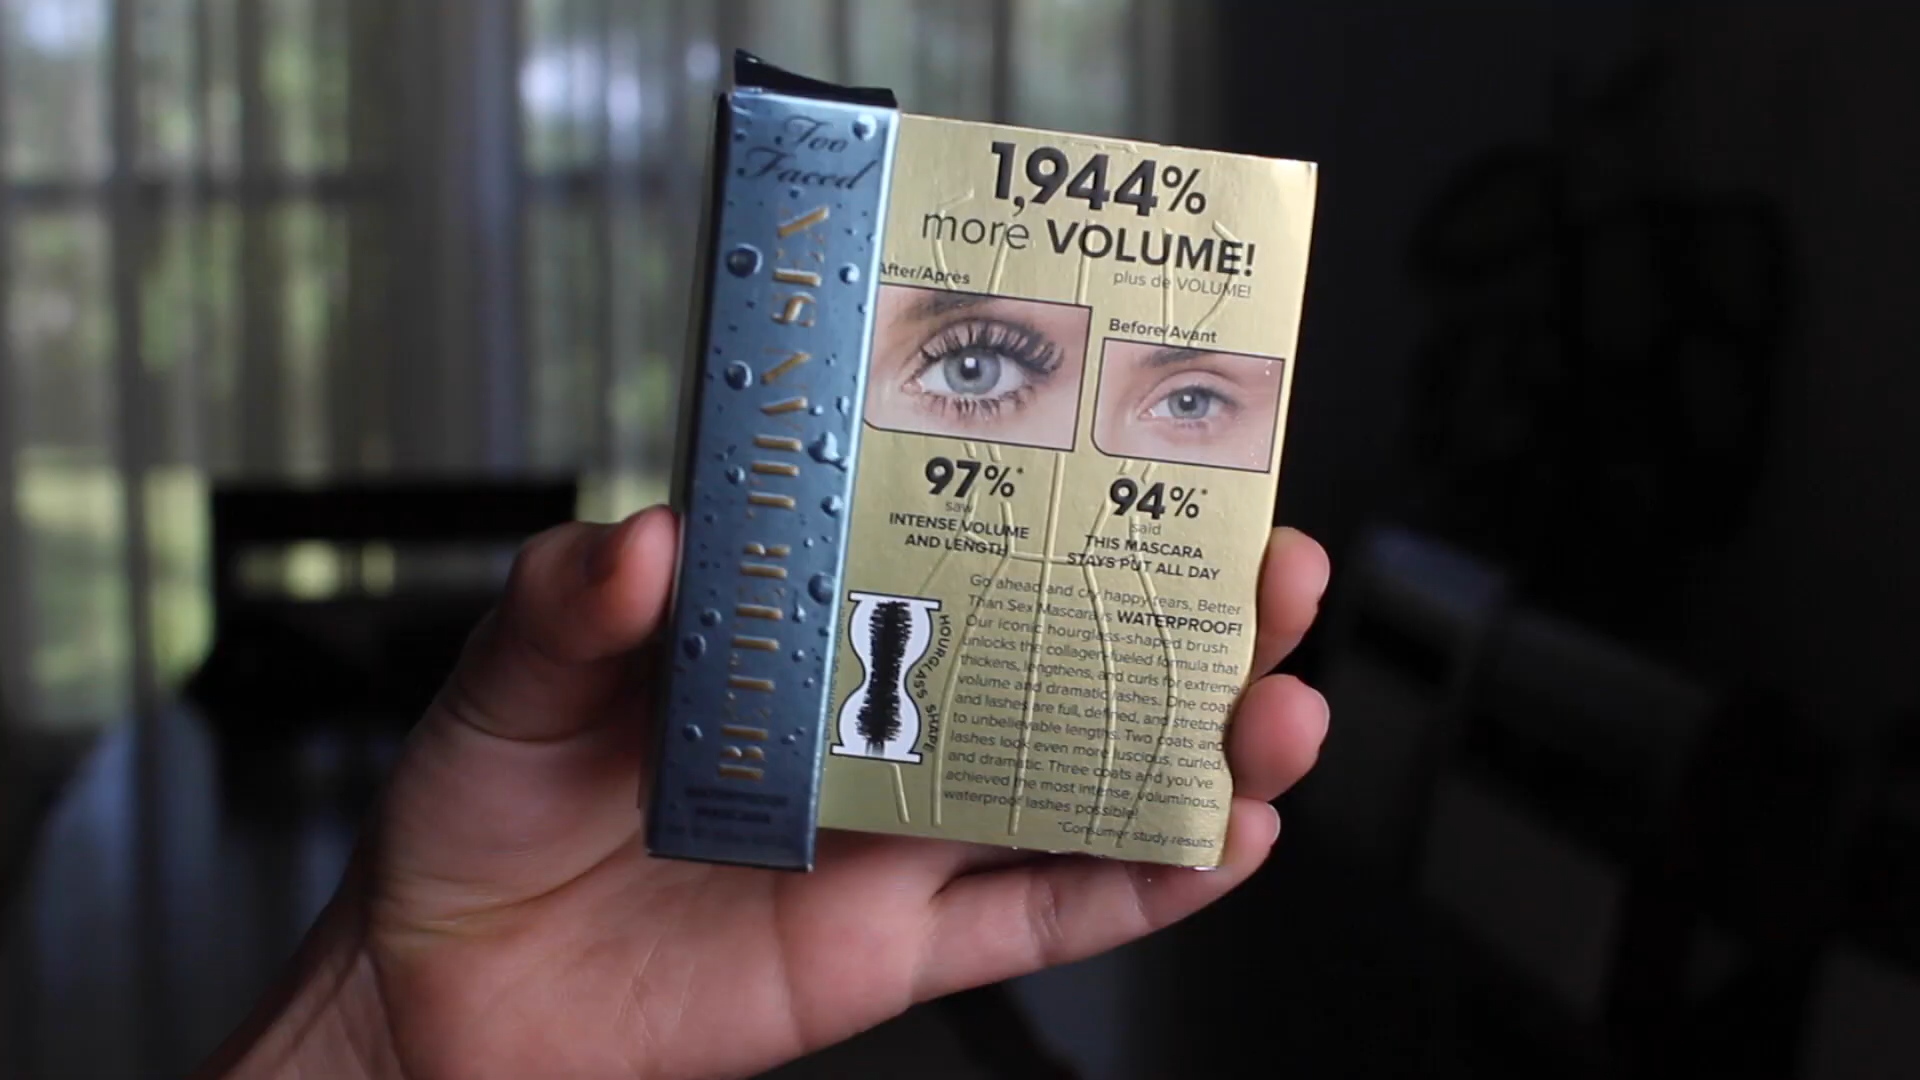 Too
Faced
BETTER THAN SEX
WATERPROOF
MASCARA
1,944%
more VOLUME!
plus de VOLUME!
After/Après
Before/Avant
97%*
saw
INTENSE VOLUME
AND LENGTH
94%*
said
THIS MASCARA
STAYS PUT ALL DAY
HOURGLASS SHAPE
Go ahead and cry happy tears, Better
Than Sex Mascara is WATERPROOF!
Our iconic hourglass-shaped brush
unlocks the collagen-fueled formula that
thickens, lengthens, and curls for extreme
volume and dramatic lashes. One coat
and lashes are full, defined, and stretche
to unbelievable lengths. Two coats and
lashes look even more luscious, curled,
and dramatic. Three coats and you've
achieved the most intense, voluminous,
waterproof lashes possible!
*Consumer study results